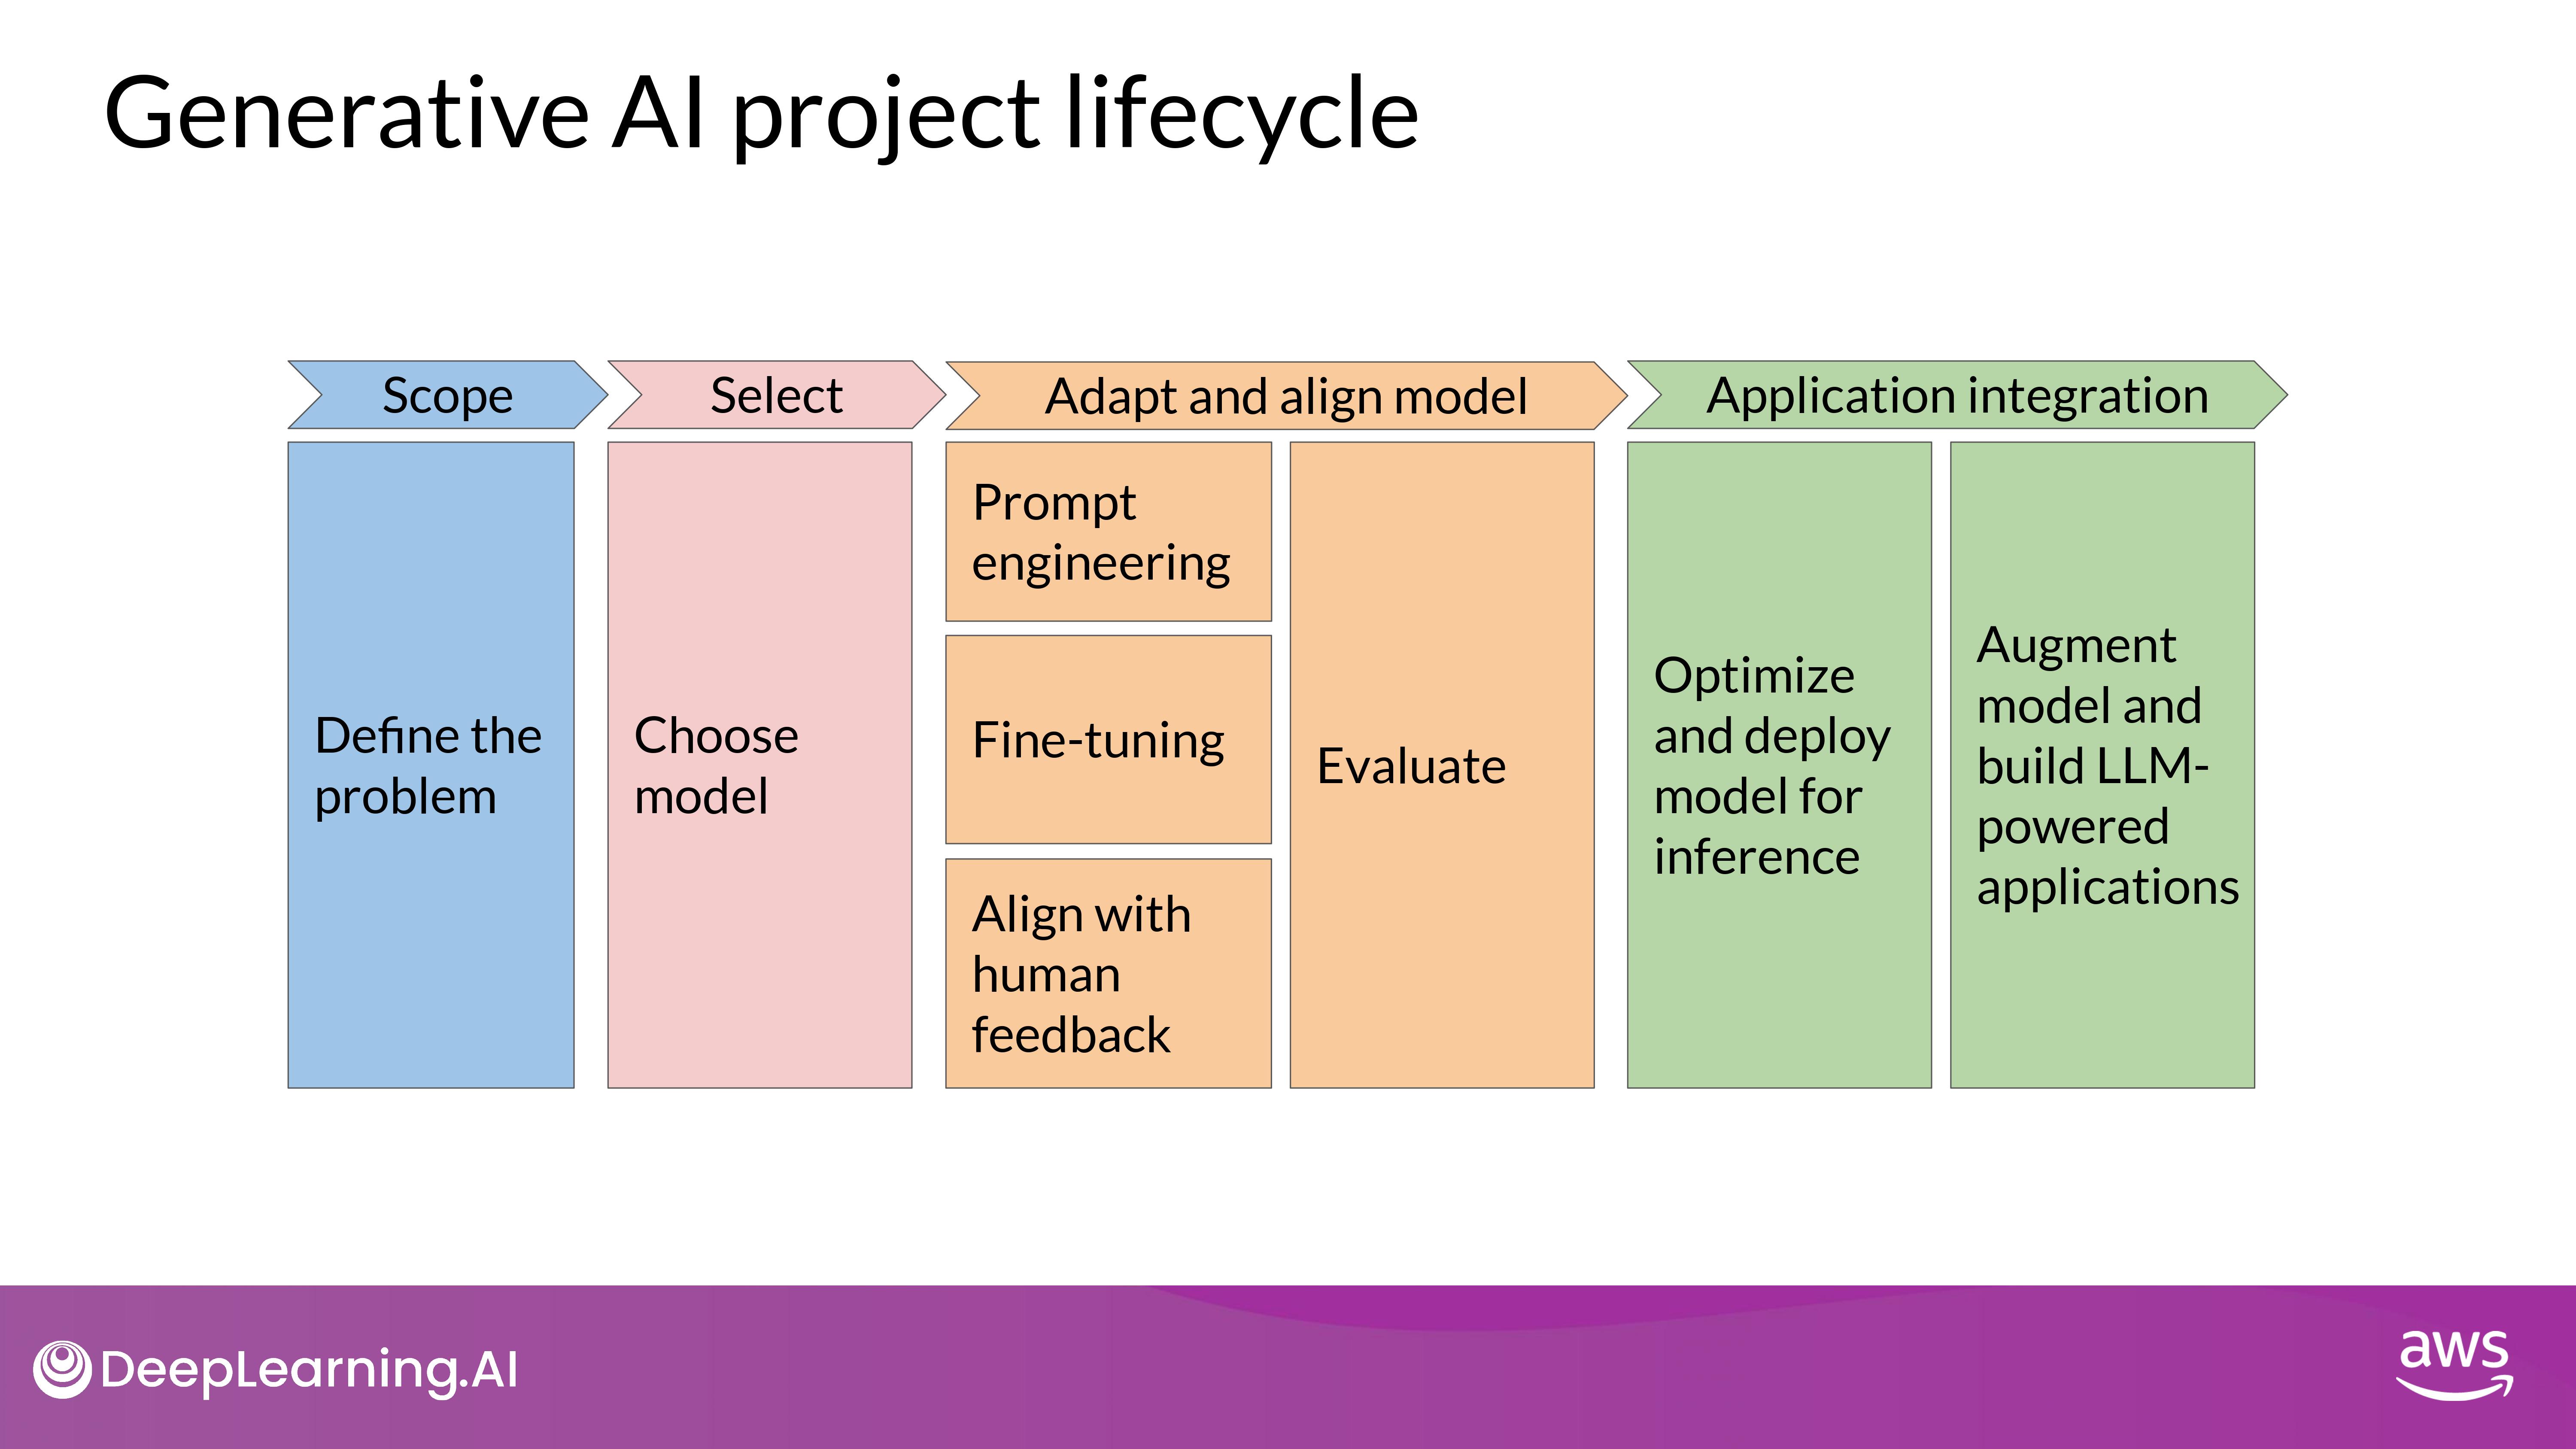 Generative AI project lifecycle
Scope
Select
Adapt and align model
Application integration
Define the
problem
Choose
model
Prompt
engineering
Fine-tuning
Align with
human
feedback
Evaluate
Optimize
and deploy
model for
inference
Augment
model and
build LLM-
powered
applications
DeepLearning.AI
aws